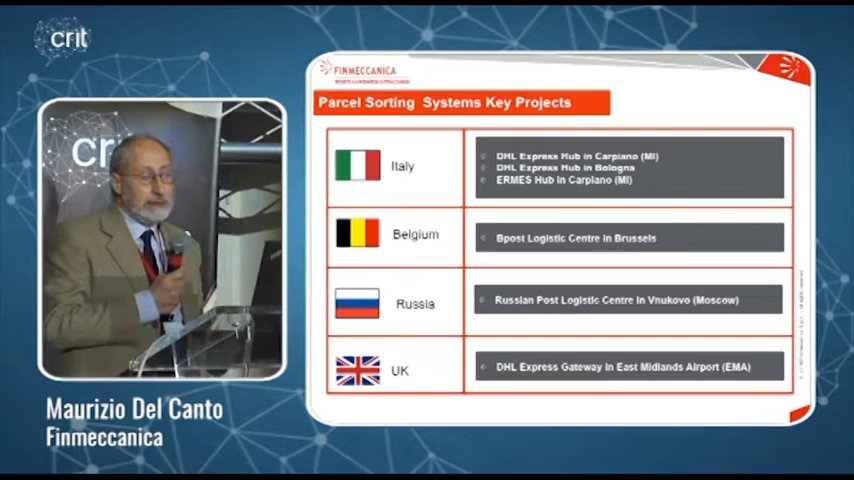 crit
FINMECCANICA
Parcel Sorting Systems Key Projects
Italy
DHL Express Hub in Carpiano (MI)
DHL Express Hub in Bologna
ERMES Hub in Carpiano (MI)
Belgium
Bpost Logistic Centre in Brussels
Russia
Russian Post Logistic Centre in Vnukovo (Moscow)
UK
DHL Express Gateway in East Midlands Airport (EMA)
crit
Maurizio Del Canto
Finmeccanica